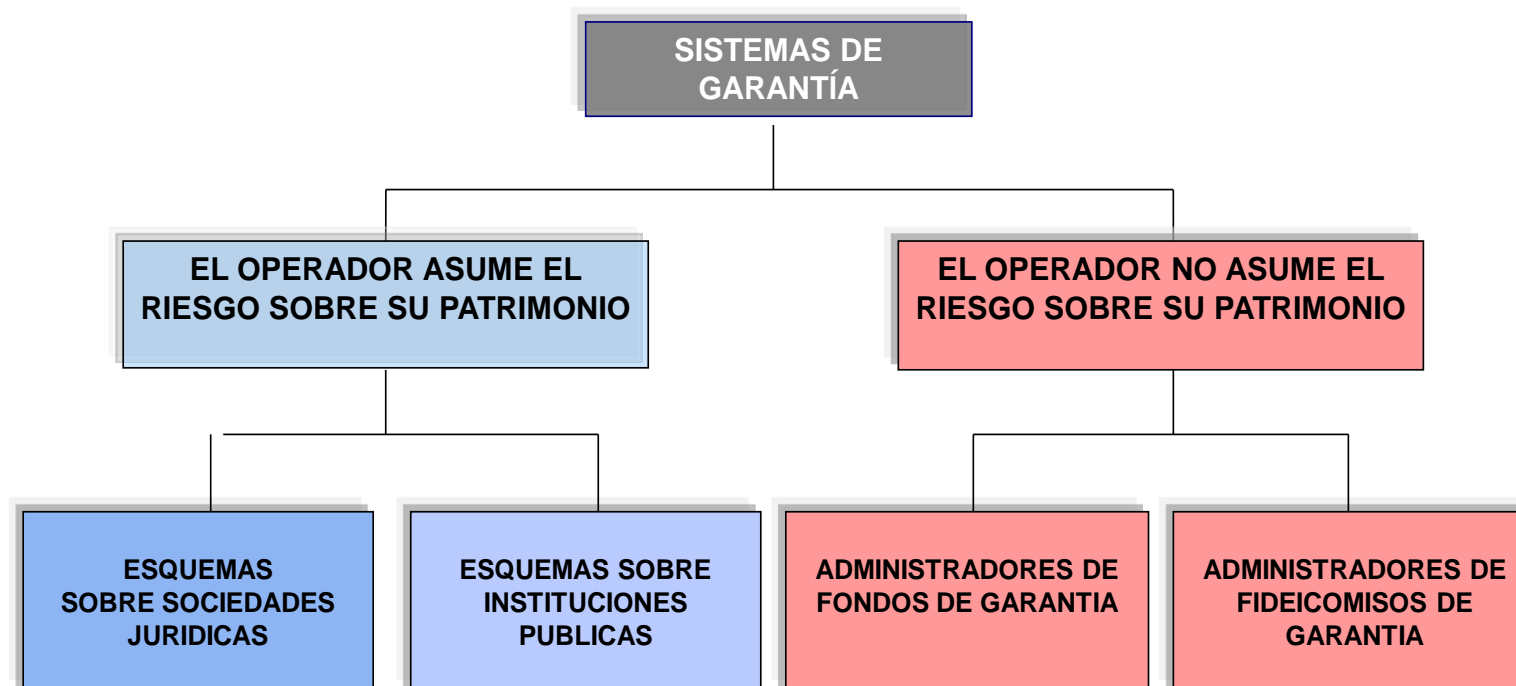 SISTEMAS DE
GARANTÍA
EL OPERADOR ASUME EL
RIESGO SOBRE SU PATRIMONIO
EL OPERADOR NO ASUME EL
RIESGO SOBRE SU PATRIMONIO
ESQUEMAS
SOBRE SOCIEDADES
JURIDICAS
ESQUEMAS SOBRE
INSTITUCIONES
PUBLICAS
ADMINISTRADORES DE
FONDOS DE GARANTIA
ADMINISTRADORES DE
FIDEICOMISOS DE
GARANTIA